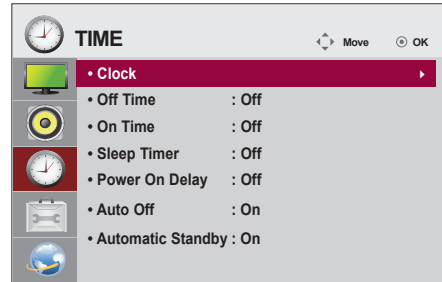 TIME
Move
OK
• Clock
• Off Time : Off
• On Time : Off
• Sleep Timer : Off
• Power On Delay : Off
• Auto Off : On
• Automatic Standby : On